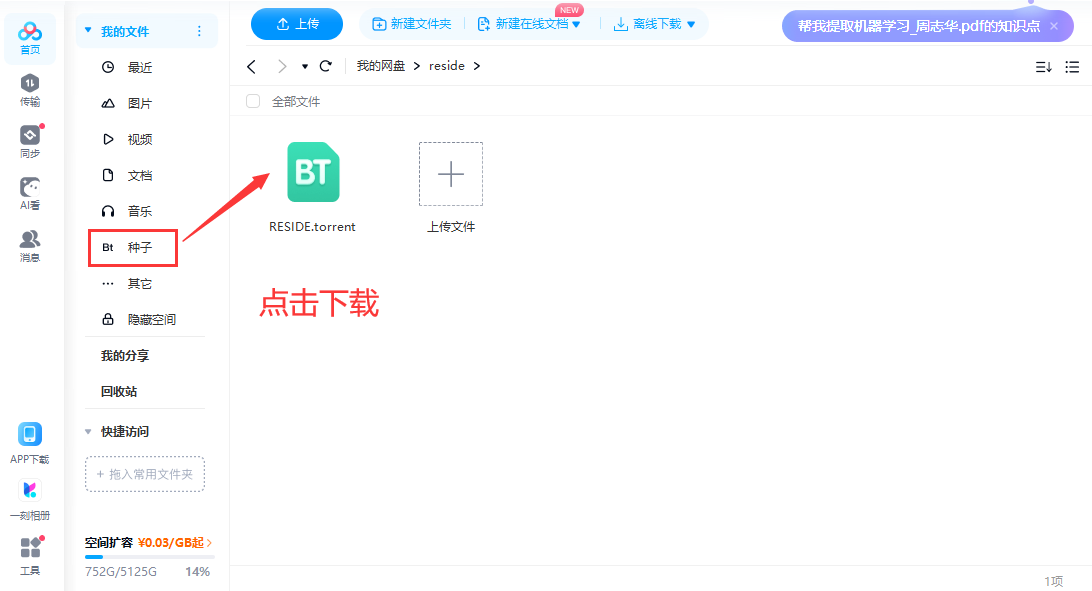 首页
传输
同步
AI看
消息
APP下载
一刻相册
工具
我的文件
最近
图片
视频
文档
音乐
Bt 种子
其它
隐藏空间
我的分享
回收站
快捷访问
+ 拖入常用文件夹
空间扩容 ¥0.03/GB起 >
752G/5125G 14%
上传 新建文件夹 新建在线文档 NEW 离线下载
帮我提取机器学习_周志华.pdf的知识点 ×
我的网盘 > reside >
全部文件
BT
RESIDE.torrent 上传文件
点击下载
1项